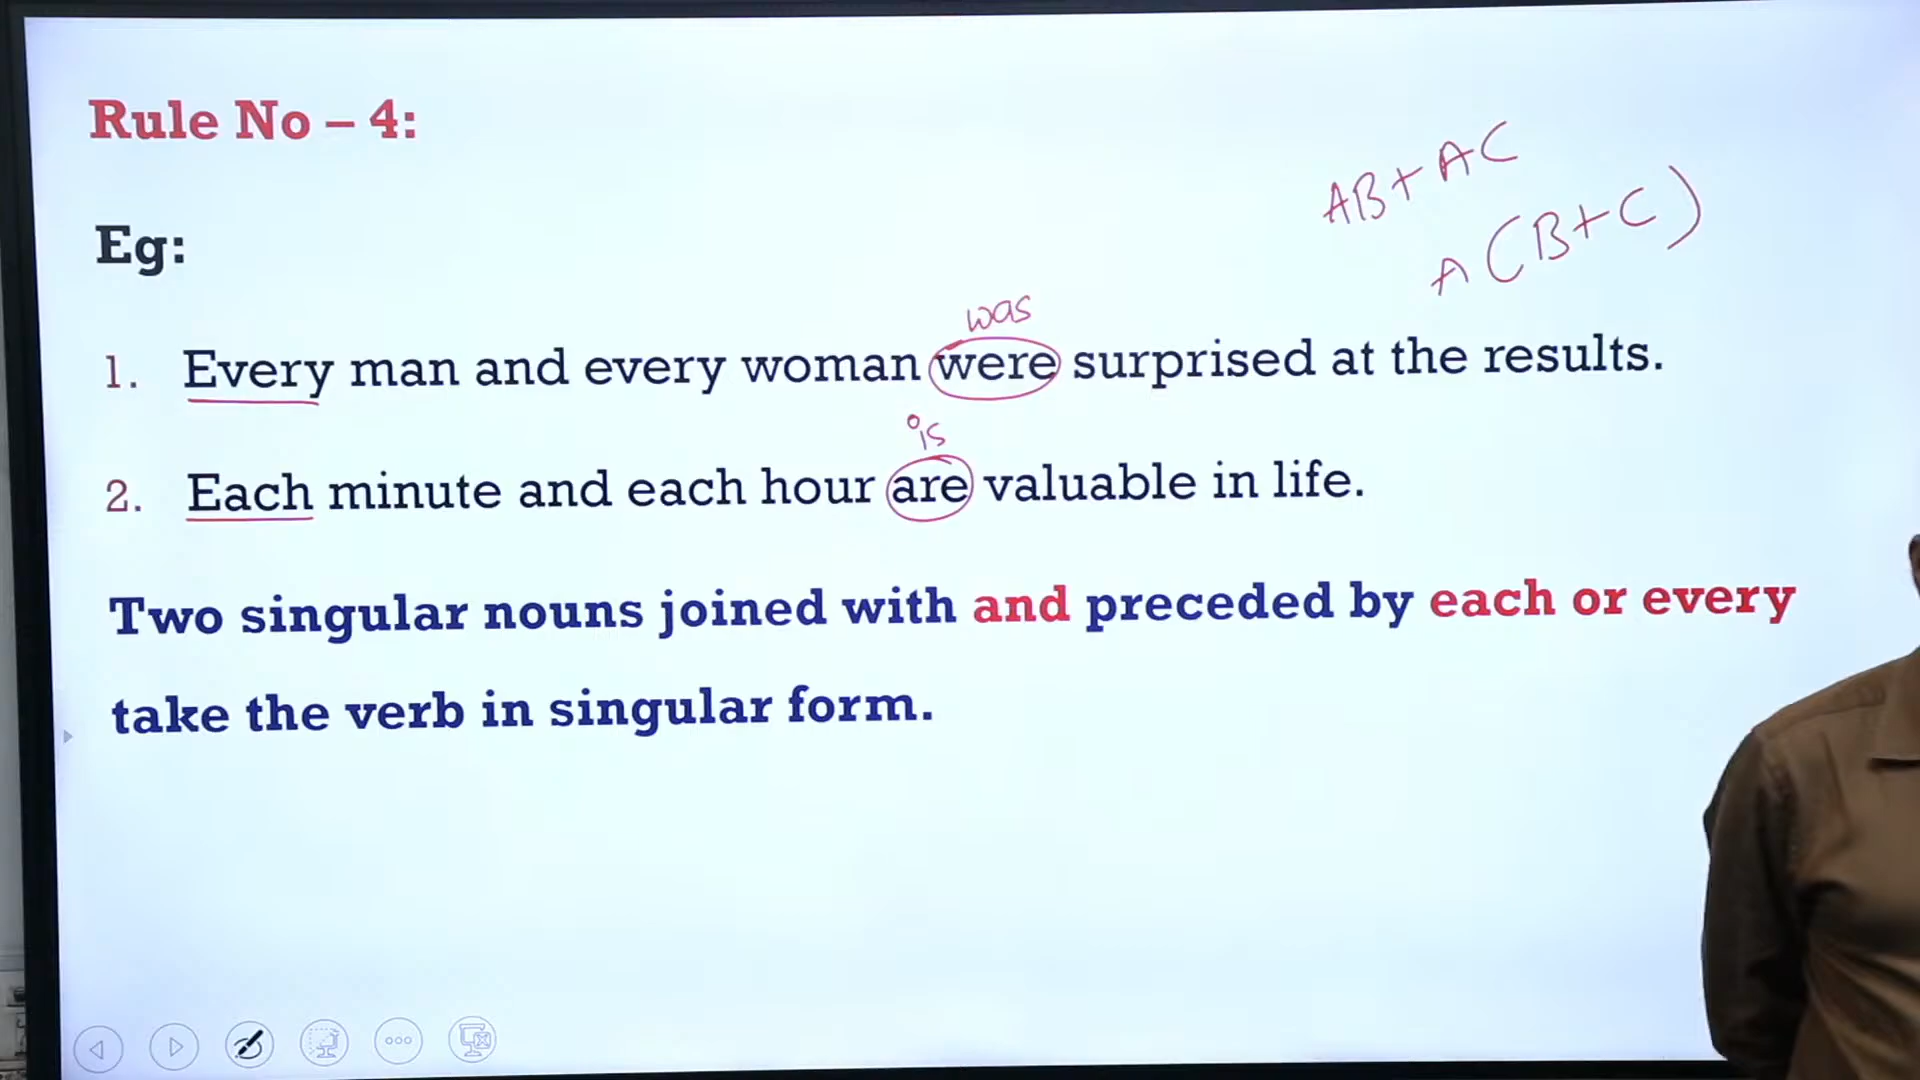 Rule No – 4:
AB+AC
A(B+C)
Eg:
was
1. Every man and every woman were surprised at the results.
is
2. Each minute and each hour are valuable in life.
Two singular nouns joined with and preceded by each or every
take the verb in singular form.